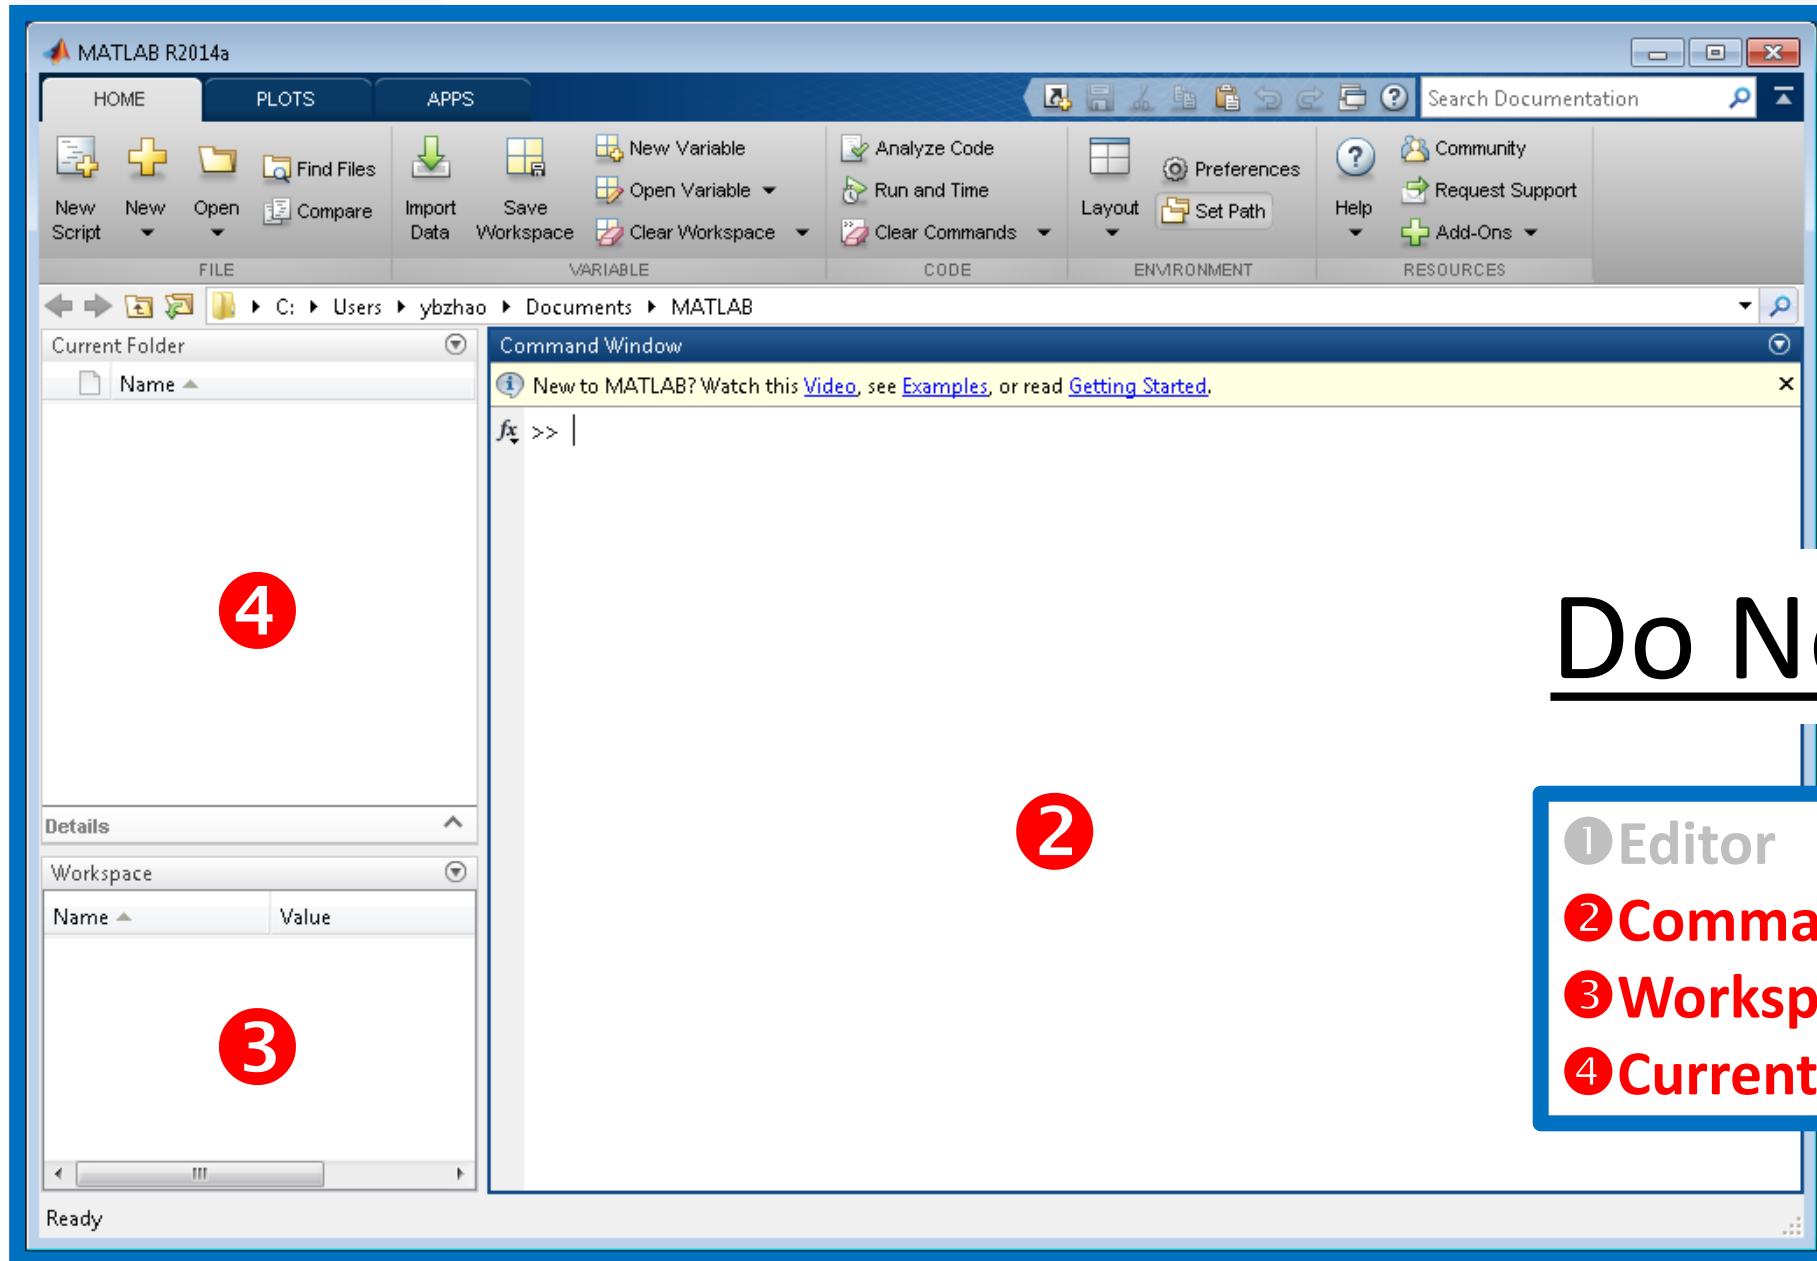 MATLAB R2014a
HOME PLOTS APPS
Search Documentation
New Script
New
Open
Find Files
Compare
Import Data
Save Workspace
New Variable
Open Variable
Clear Workspace
Analyze Code
Run and Time
Clear Commands
Layout
Preferences
Set Path
Help
Community
Request Support
Add-Ons
FILE VARIABLE CODE ENVIRONMENT RESOURCES
C: Users ybzhao Documents MATLAB
Current Folder
Name
Command Window
New to MATLAB? Watch this Video, see Examples, or read Getting Started.
fx >>
4
Do N
2
Details
Workspace
Name Value
3
❶Editor
❷Comma
❸Worksp
❹Current
Ready